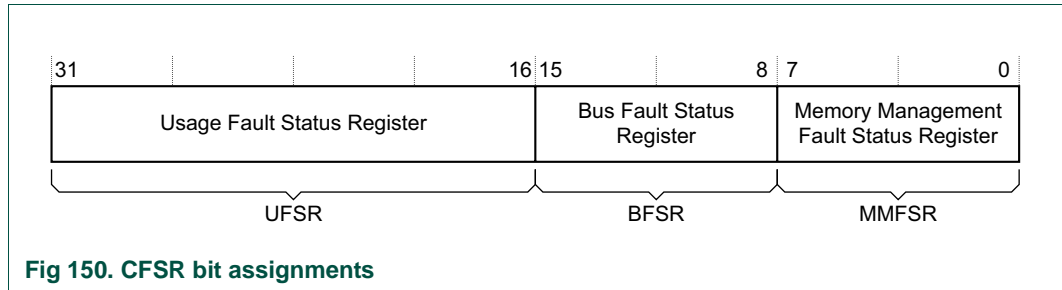 31 16 15 8 7 0
Usage Fault Status Register
Bus Fault Status
Register
Memory Management
Fault Status Register
UFSR BFSR MMFSR
Fig 150. CFSR bit assignments